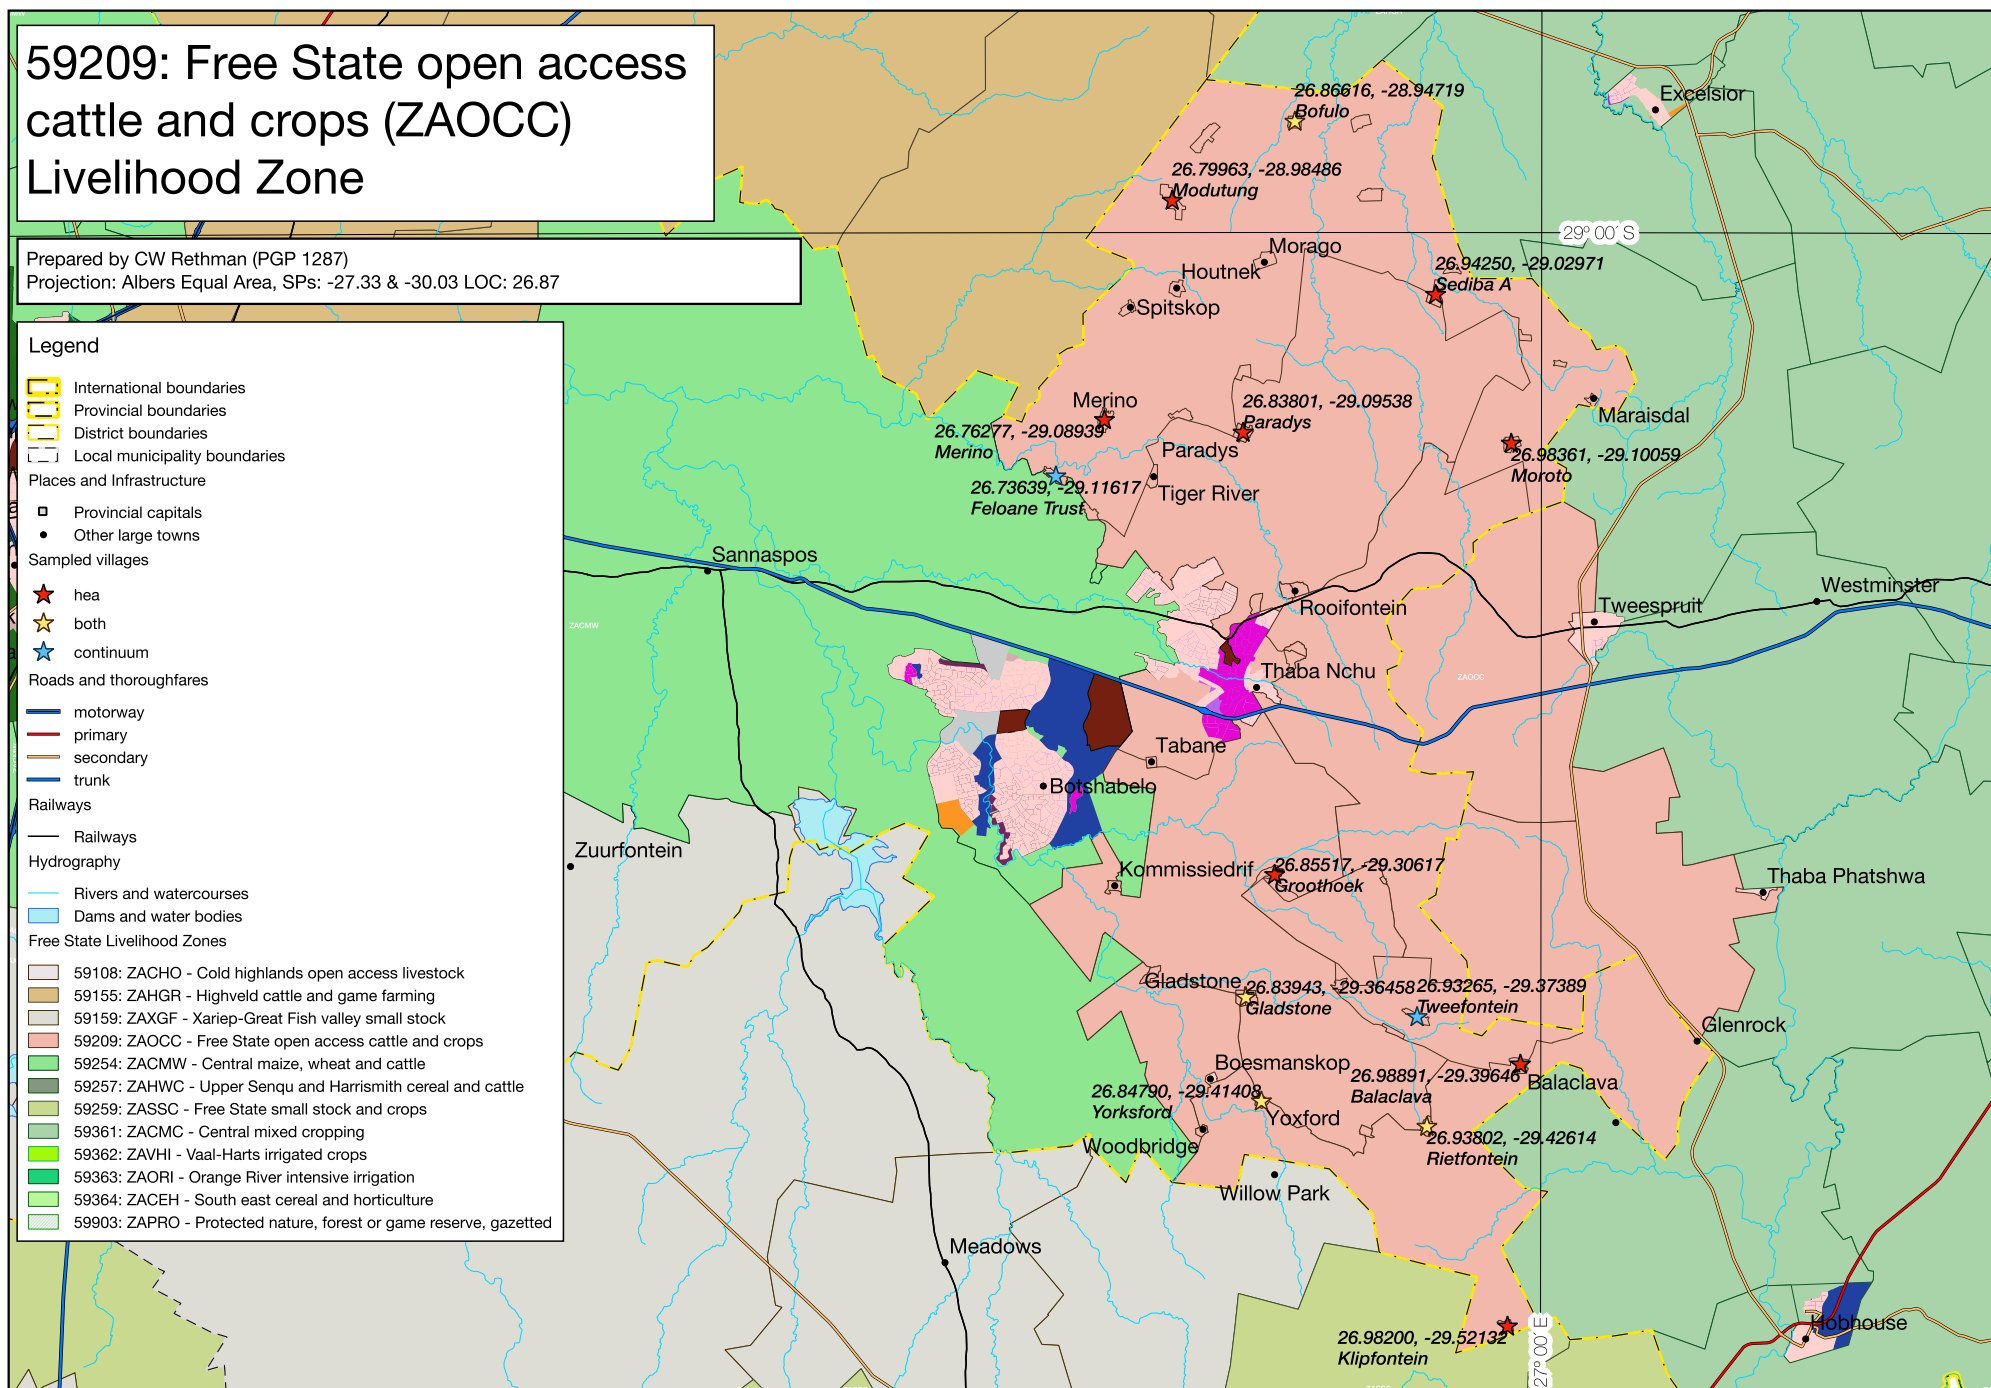 59209: Free State open access
cattle and crops (ZAOCC)
Livelihood Zone
Prepared by CW Rethman (PGP 1287)
Projection: Albers Equal Area, SPs: -27.33 & -30.03 LOC: 26.87
Legend
International boundaries
Provincial boundaries
District boundaries
Local municipality boundaries
Places and Infrastructure
Provincial capitals
Other large towns
Sampled villages
hea
both
continuum
Roads and thoroughfares
motorway
primary
secondary
trunk
Railways
Railways
Hydrography
Rivers and watercourses
Dams and water bodies
Free State Livelihood Zones
59108: ZACHO - Cold highlands open access livestock
59155: ZAHGR - Highveld cattle and game farming
59159: ZAXGF - Xariep-Great Fish valley small stock
59209: ZAOCC - Free State open access cattle and crops
59254: ZACMW - Central maize, wheat and cattle
59257: ZAHWC - Upper Senqu and Harrismith cereal and cattle
59259: ZASSC - Free State small stock and crops
59361: ZACMC - Central mixed cropping
59362: ZAVHI - Vaal-Harts irrigated crops
59363: ZAORI - Orange River intensive irrigation
59364: ZACEH - South east cereal and horticulture
59903: ZAPRO - Protected nature, forest or game reserve, gazetted
26.86616, -28.94719
Bofulo
Excelsior
26.79963, -28.98486
Modutung
29º 00´ S
Morago
Houtnek
Spitskop
26.94250, -29.02971
Sediba A
Merino
26.76277, -29.08939
Merino
26.83801, -29.09538
Paradys
Paradys
Maraisdal
26.98361, -29.10059
Moroto
26.73639, -29.11617
Feloane Trust
Tiger River
Sannaspos
Rooifontein
Westminster
Tweespruit
ZACMW
Thaba Nchu
ZAOCC
Tabane
Botshabelo
Zuurfontein
Kommissiedrif
26.85517, -29.30617
Groothoek
Thaba Phatshwa
Gladstone
26.83943, -29.36458
Gladstone
26.93265, -29.37389
Tweefontein
Glenrock
Boesmanskop
26.84790, -29.41408
Yorksford
Yoxford
26.98891, -29.39646
Balaclava
Balaclava
Woodbridge
26.93802, -29.42614
Rietfontein
Willow Park
Meadows
26.98200, -29.52132
Klipfontein
27º 00´ E
Hobhouse